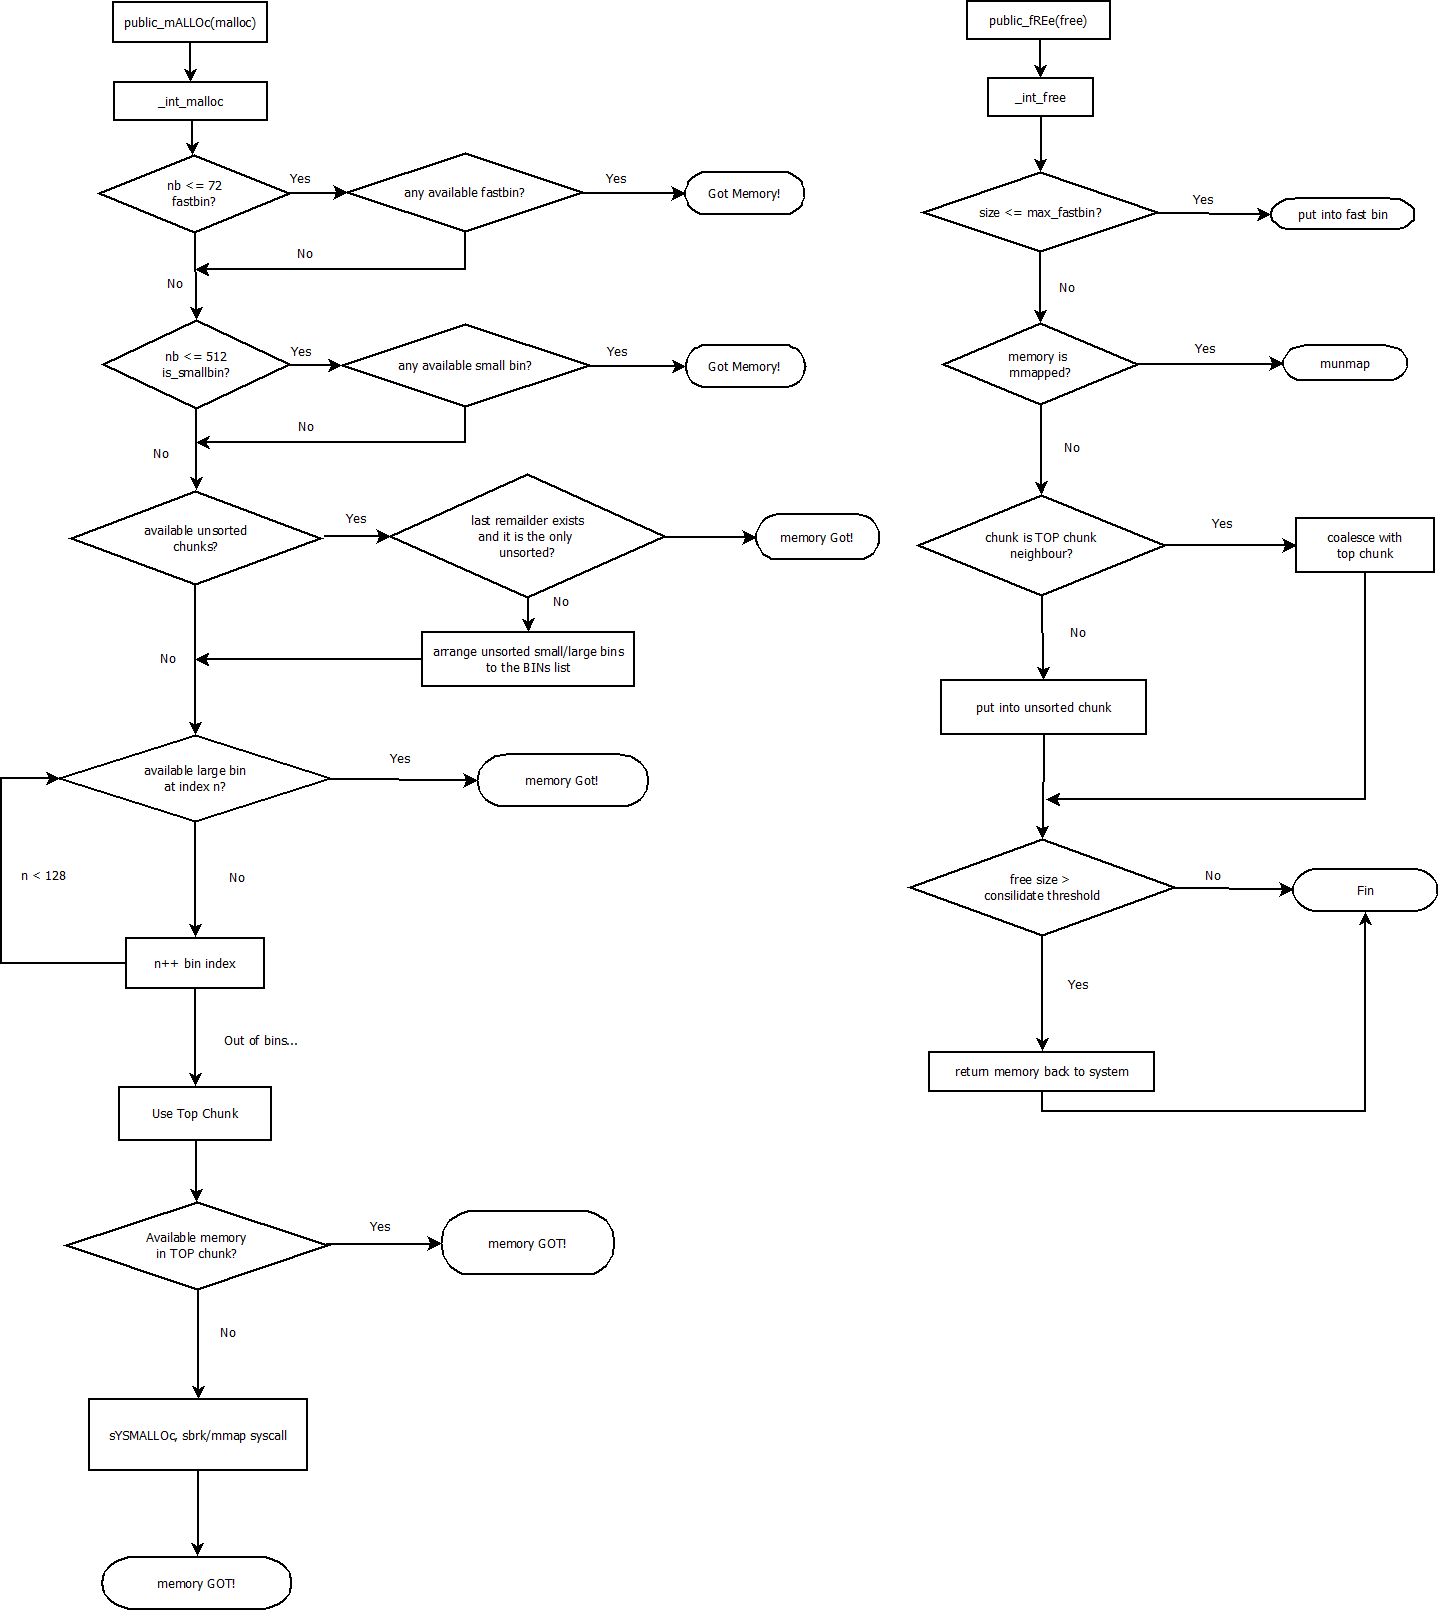 public_mALLOc(malloc)
_int_malloc
nb <= 72
fastbin?
Yes
any available fastbin?
Yes
Got Memory!
No
No
nb <= 512
is_smallbin?
Yes
any available small bin?
Yes
Got Memory!
No
No
available unsorted
chunks?
Yes
last remailder exists
and it is the only
unsorted?
memory Got!
No
arrange unsorted small/large bins
to the BINs list
No
available large bin
at index n?
Yes
memory Got!
n < 128
No
n++ bin index
Out of bins...
Use Top Chunk
Available memory
in TOP chunk?
Yes
memory GOT!
No
sYSMALLOc, sbrk/mmap syscall
memory GOT!
public_fREe(free)
_int_free
size <= max_fastbin?
Yes
put into fast bin
No
memory is
mmapped?
Yes
munmap
No
chunk is TOP chunk
neighbour?
Yes
coalesce with
top chunk
No
put into unsorted chunk
free size >
consilidate threshold
No
Fin
Yes
return memory back to system